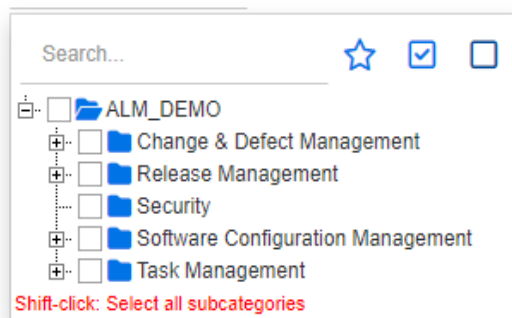 Search...
ALM_DEMO
Change & Defect Management
Release Management
Security
Software Configuration Management
Task Management
Shift-click: Select all subcategories